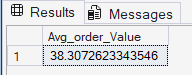 Results
Messages
Avg_order_Value
1
38.3072623343546